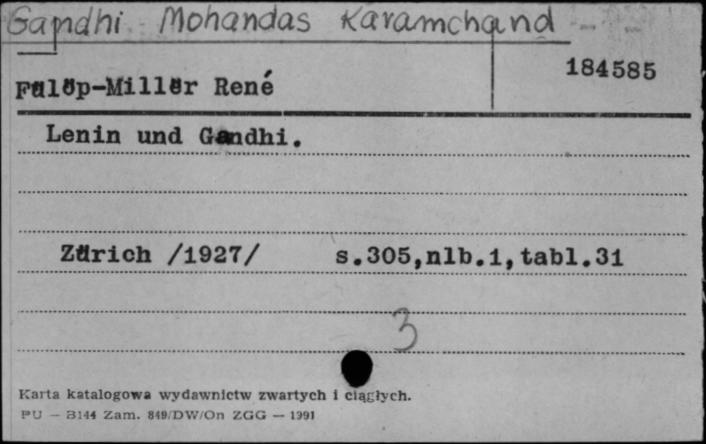 Gandhi Mohandas Karamchand
184585
Fülöp-Millër René
Lenin und Gandhi.
Zürich /1927/ s.305,nlb.1,tabl.31
3
Karta katalogowa wydawnictw zwartych i ciągłych.
PU – B144 Zam. 849/DW/On ZGG — 1991